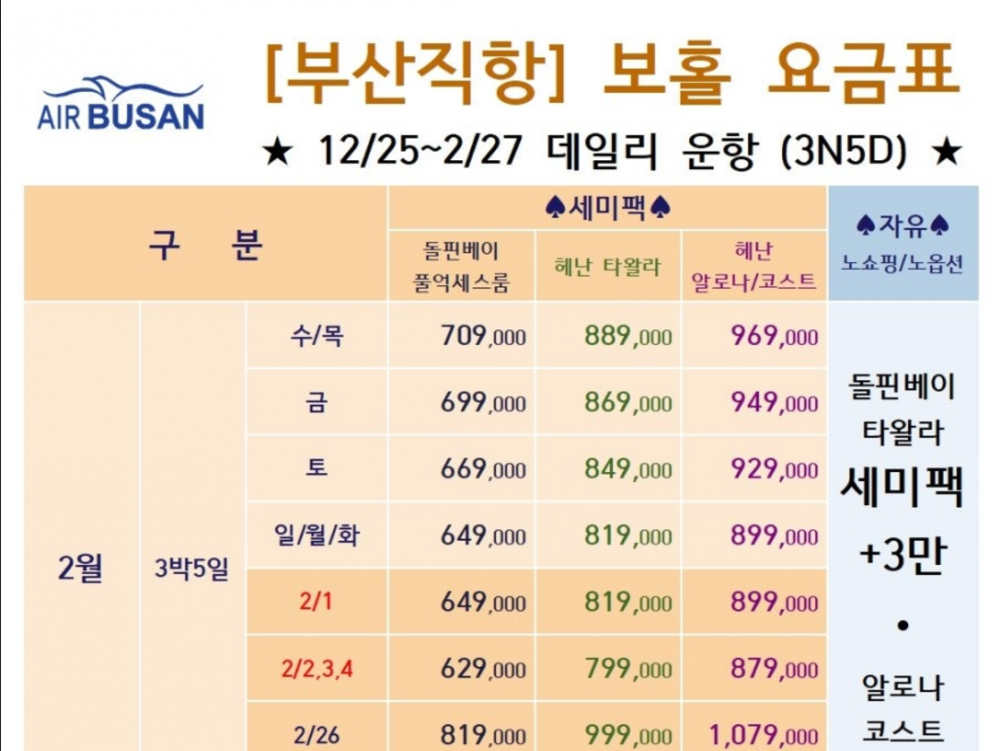 AIR BUSAN
[부산직항] 보홀 요금표
★ 12/25~2/27 데일리 운항 (3N5D) ★
구 분
♠세미팩♠
♠자유♠
노쇼핑/노옵션
돌핀베이
풀억세스룸
헤난 타왈라
헤난
알로나/코스트
2월
3박5일
수/목 709,000 889,000 969,000
금 699,000 869,000 949,000
토 669,000 849,000 929,000
일/월/화 649,000 819,000 899,000
2/1 649,000 819,000 899,000
2/2,3,4 629,000 799,000 879,000
2/26 819,000 999,000 1,079,000
돌핀베이
타왈라
세미팩
+3만
•
알로나
코스트